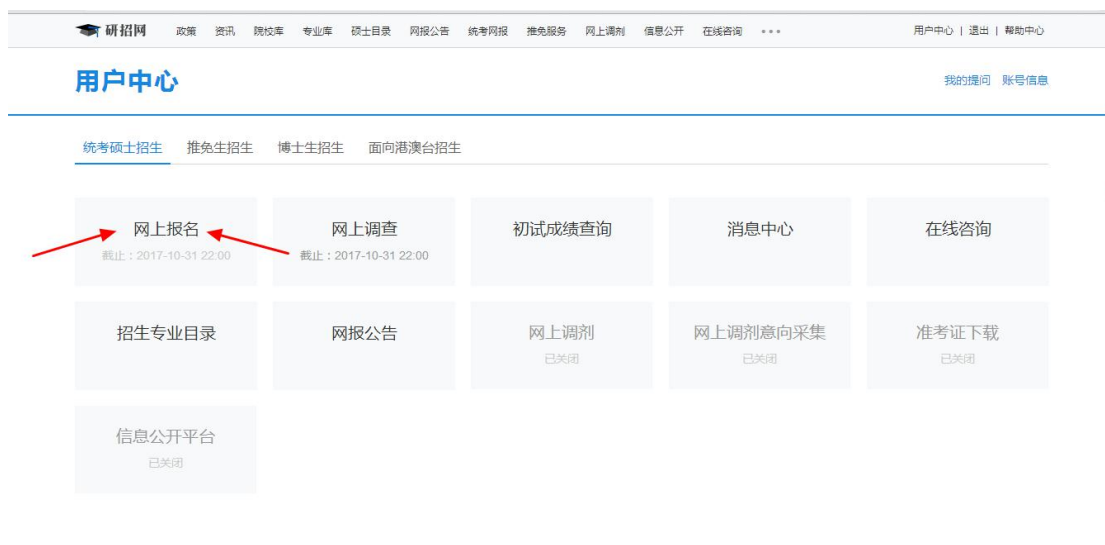 研招网 政策 资讯 院校库 专业库 硕士目录 网报公告 统考网报 推免服务 网上调剂 信息公开 在线咨询 ••• 用户中心 | 退出 | 帮助中心
用户中心 我的提问 账号信息
统考硕士招生 推免生招生 博士生招生 面向港澳台招生
网上报名 网上调查 初试成绩查询 消息中心 在线咨询
截止：2017-10-31 22:00 截止：2017-10-31 22:00
招生专业目录 网报公告 网上调剂 网上调剂意向采集 准考证下载
已关闭 已关闭 已关闭
信息公开平台
已关闭